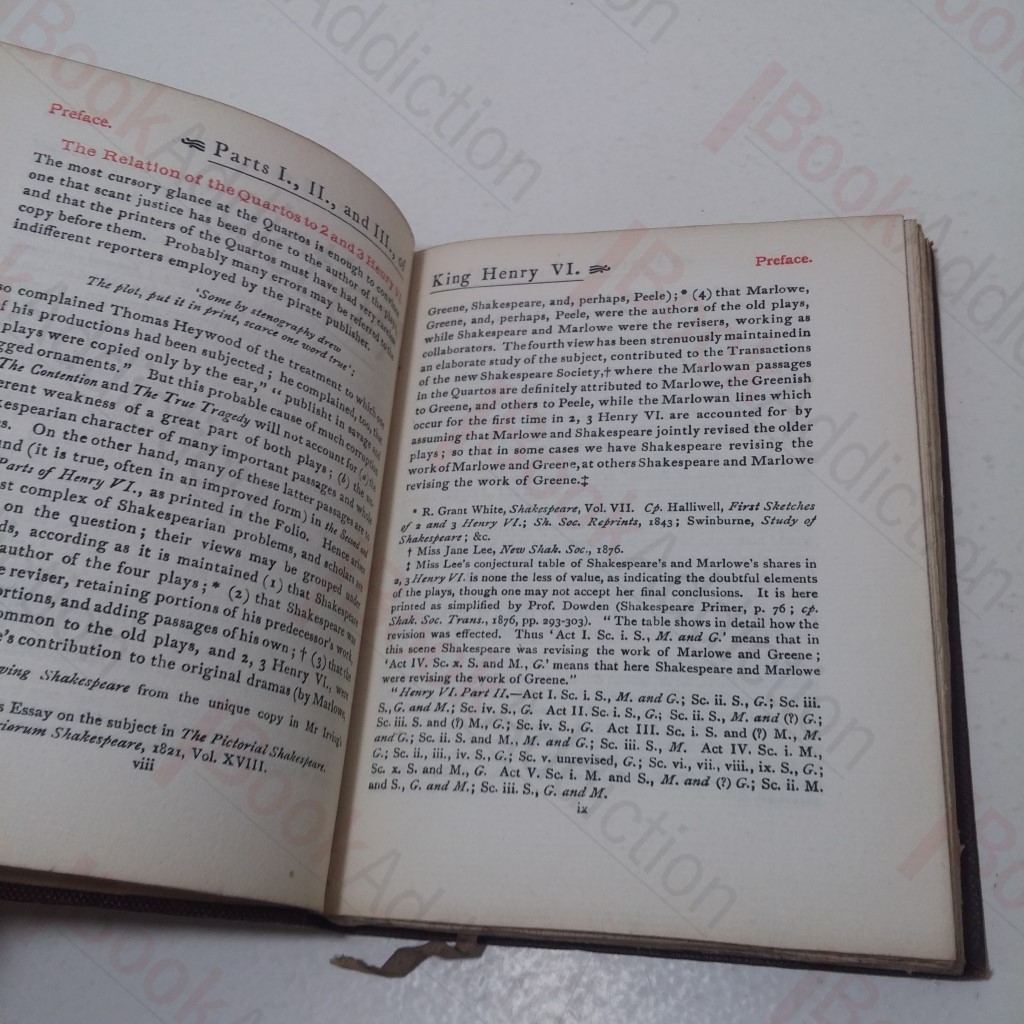 Preface.
Parts I., II., and III., of
The Relation of the Quartos to 2 and 3 Henry VI.
The most cursory glance at the Quartos is enough to convince
one that scant justice has been done to the author of the plays,
and that the printers of the Quartos must have had very careless
copy before them. Probably many errors may be referred to the
indifferent reporters employed by the pirate publisher.
'Some by stenography drew
The plot, put it in print, scarce one word true';
so complained Thomas Heywood of the treatment to which one
of his productions had been subjected; he complained, too, that
plays were copied only by the ear," "publisht in savage and
ragged ornaments." But this probable cause of much corruption
The Contention and The True Tragedy will not account for (a) the
weakness of a great part of both plays; (b) the
character of many important passages and whole
On the other hand, many of these latter passages are to
(it is true, often in an improved form) in the Second and
Parts of Henry VI., as printed in the Folio. Hence arises
complex of Shakespearian problems, and scholars are
on the question; their views may be grouped under
according as it is maintained (1) that Shakespeare
author of the four plays;* (2) that Shakespeare was
reviser, retaining portions of his predecessor's work,
and adding passages of his own; † (3) that the
common to the old plays, and 2, 3 Henry VI., were
contribution to the original dramas (by Marlowe,
Shakespeare from the unique copy in Mr Irving's
Essay on the subject in The Pictorial Shakespeare.
Shakespeare, 1821, Vol. XVIII.
viii
King Henry VI.
Preface.
Greene, Shakespeare, and, perhaps, Peele);* (4) that Marlowe,
Greene, and, perhaps, Peele, were the authors of the old plays,
while Shakespeare and Marlowe were the revisers, working as
collaborators. The fourth view has been strenuously maintained in
an elaborate study of the subject, contributed to the Transactions
of the new Shakespeare Society,† where the Marlowan passages
in the Quartos are definitely attributed to Marlowe, the Greenish
to Greene, and others to Peele, while the Marlowan lines which
occur for the first time in 2, 3 Henry VI. are accounted for by
assuming that Marlowe and Shakespeare jointly revised the older
plays; so that in some cases we have Shakespeare revising the
work of Marlowe and Greene, at others Shakespeare and Marlowe
revising the work of Greene.‡
* R. Grant White, Shakespeare, Vol. VII. Cp. Halliwell, First Sketches
of 2 and 3 Henry VI.; Sh. Soc. Reprints, 1843; Swinburne, Study of
Shakespeare; &c.
† Miss Jane Lee, New Shak. Soc., 1876.
‡ Miss Lee's conjectural table of Shakespeare's and Marlowe's shares in
2, 3 Henry VI. is none the less of value, as indicating the doubtful elements
of the plays, though one may not accept her final conclusions. It is here
printed as simplified by Prof. Dowden (Shakespeare Primer, p. 76; cp.
Shak. Soc. Trans., 1876, pp. 293-303). "The table shows in detail how the
revision was effected. Thus 'Act I. Sc. i. S., M. and G.' means that in
this scene Shakespeare was revising the work of Marlowe and Greene;
'Act IV. Sc. x. S. and M., G.' means that here Shakespeare and Marlowe
were revising the work of Greene."
"Henry VI. Part II.—Act I. Sc. i. S., M. and G.; Sc. ii. S., G.; Sc. iii.
S., G. and M.; Sc. iv. S., G. Act II. Sc. i. S., G.; Sc. ii. S., M. and (?) G.;
Sc. iii. S. and (?) M., G.; Sc. iv. S., G. Act III. Sc. i. S. and (?) M., M.
and G.; Sc. ii. S. and M., M. and G.; Sc. iii. S., M. Act IV. Sc. i. M.,
G.; Sc. ii., iii., iv. S., G.; Sc. v. unrevised, G.; Sc. vi., vii., viii., ix. S., G.;
Sc. x. S. and M., G. Act V. Sc. i. M. and S., M. and (?) G.; Sc. ii. M.
and S., G. and M.; Sc. iii. S., G. and M.
ix
Book Addiction